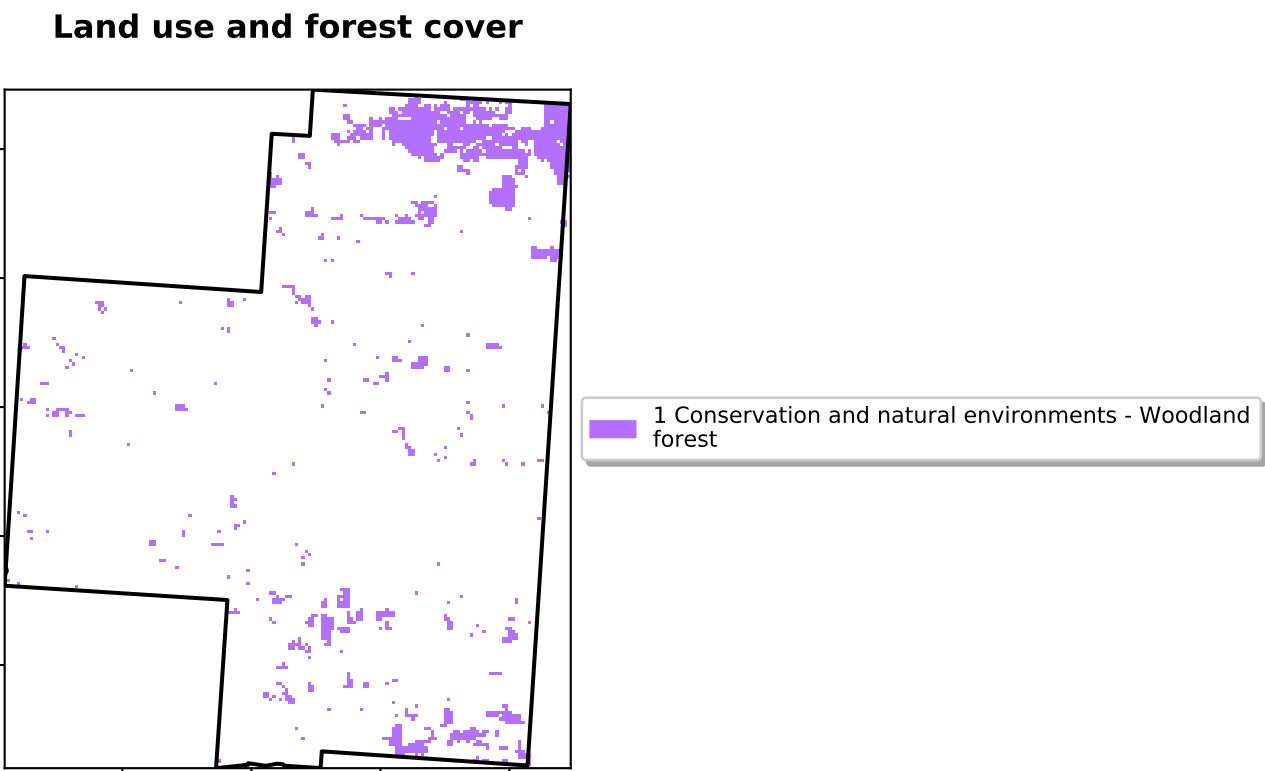 Land use and forest cover
1 Conservation and natural environments - Woodland
forest